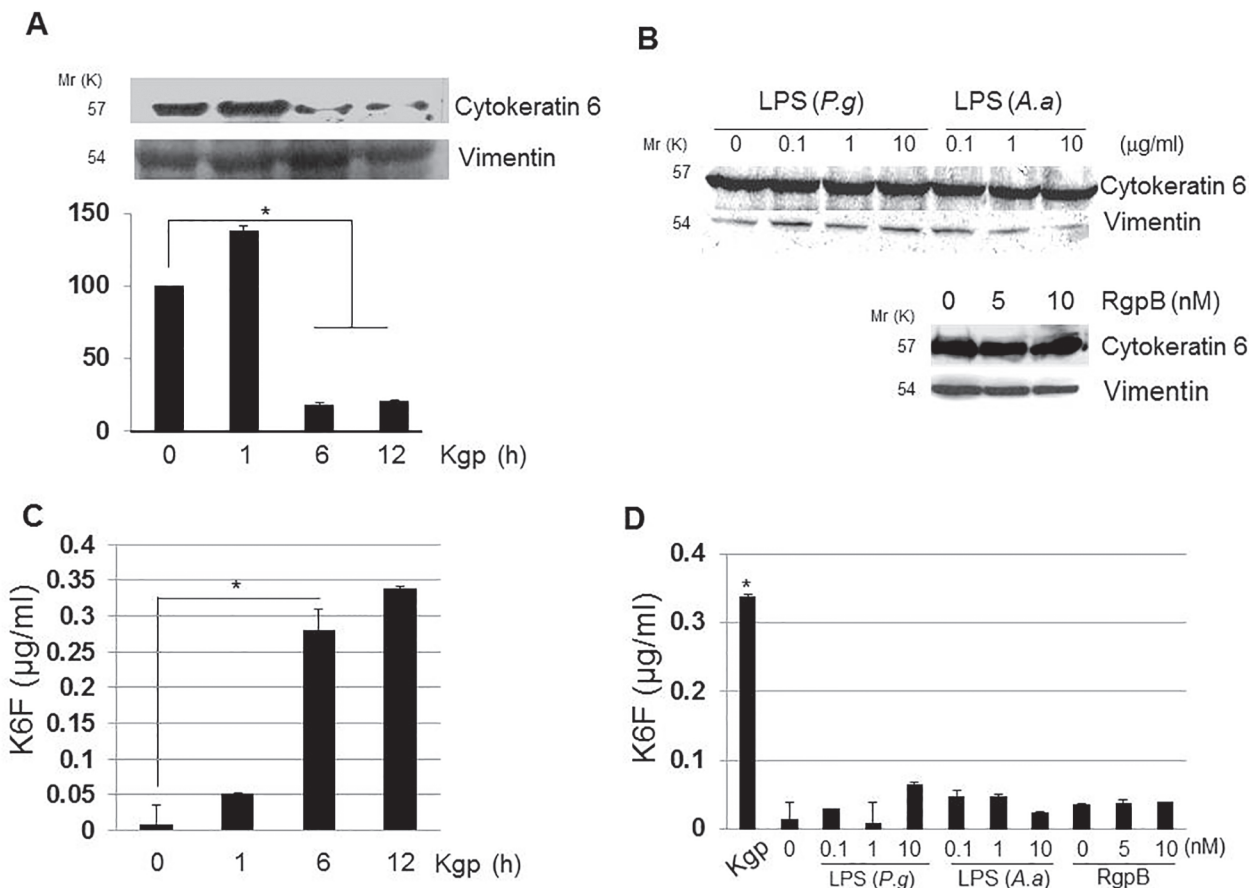 A
Mr (K)
57
Cytokeratin 6
54
Vimentin
150
100
50
0
*
0 1 6 12 Kgp (h)
B
LPS (P.g) LPS (A.a)
Mr (K)
0 0.1 1 10 0.1 1 10 (μg/ml)
57
Cytokeratin 6
54
Vimentin
0 5 10 RgpB (nM)
Mr (K)
57
Cytokeratin 6
54
Vimentin
C
K6F (μg/ml)
0.4
0.35
0.3
0.25
0.2
0.15
0.1
0.05
0
*
0 1 6 12 Kgp (h)
D
K6F (μg/ml)
0.4
0.3
0.2
0.1
0
*
Kgp 0 0.1 1 10 0.1 1 10 0 5 10 (nM)
LPS (P.g) LPS (A.a) RgpB